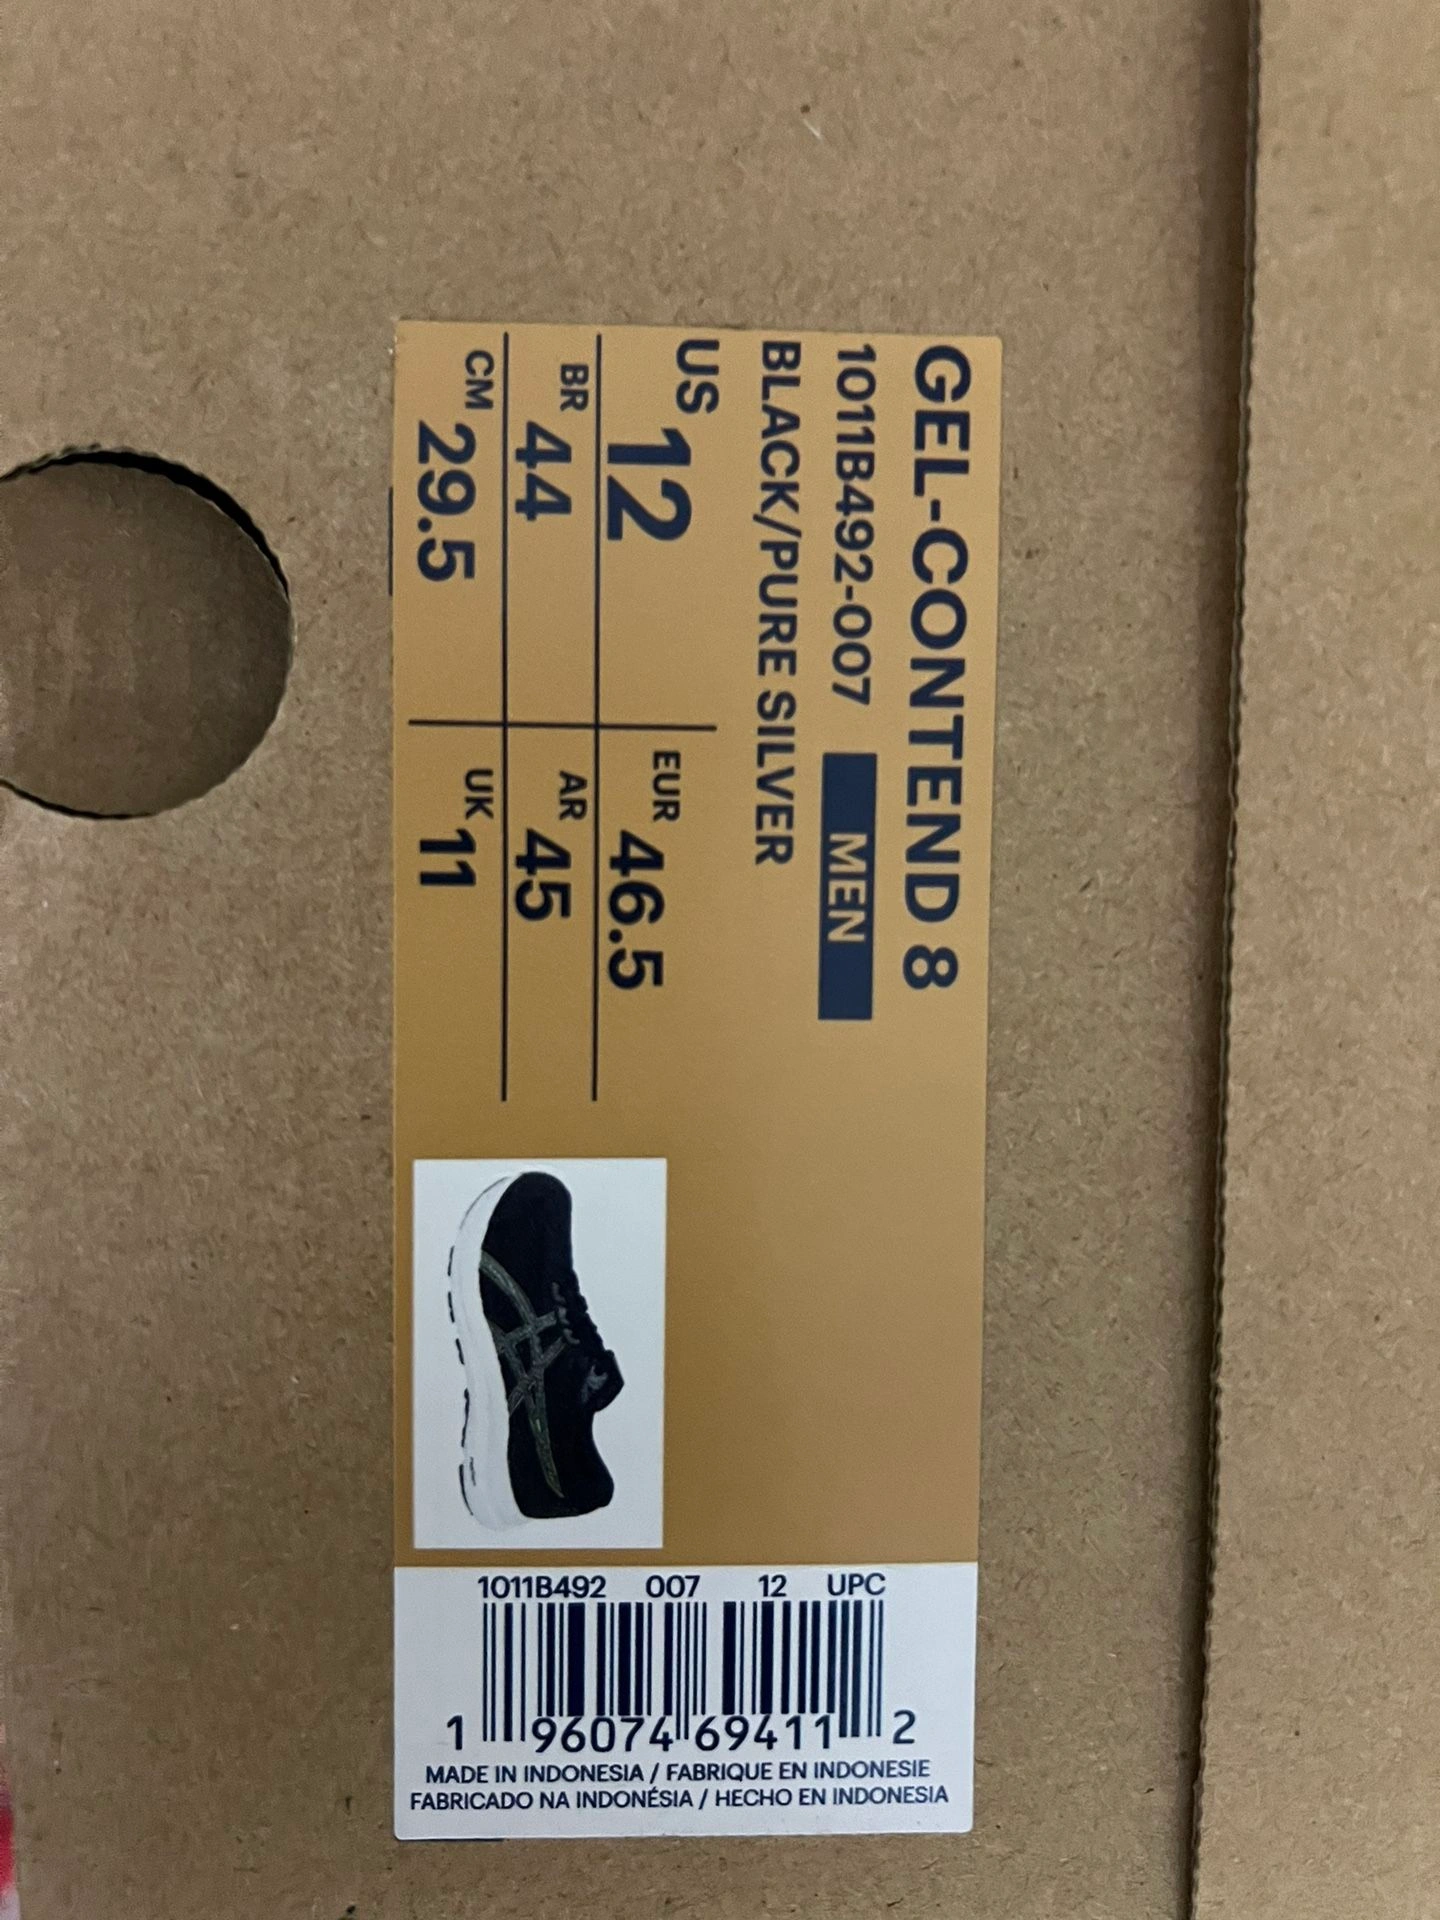 GEL-CONTEND 8
1011B492-007 MEN
BLACK/PURE SILVER
US 12 EUR 46.5
BR 44 AR 45
CM 29.5 UK 11
1011B492 007 12 UPC
1 96074 69411 2
MADE IN INDONESIA / FABRIQUE EN INDONESIE
FABRICADO NA INDONÉSIA / HECHO EN INDONESIA